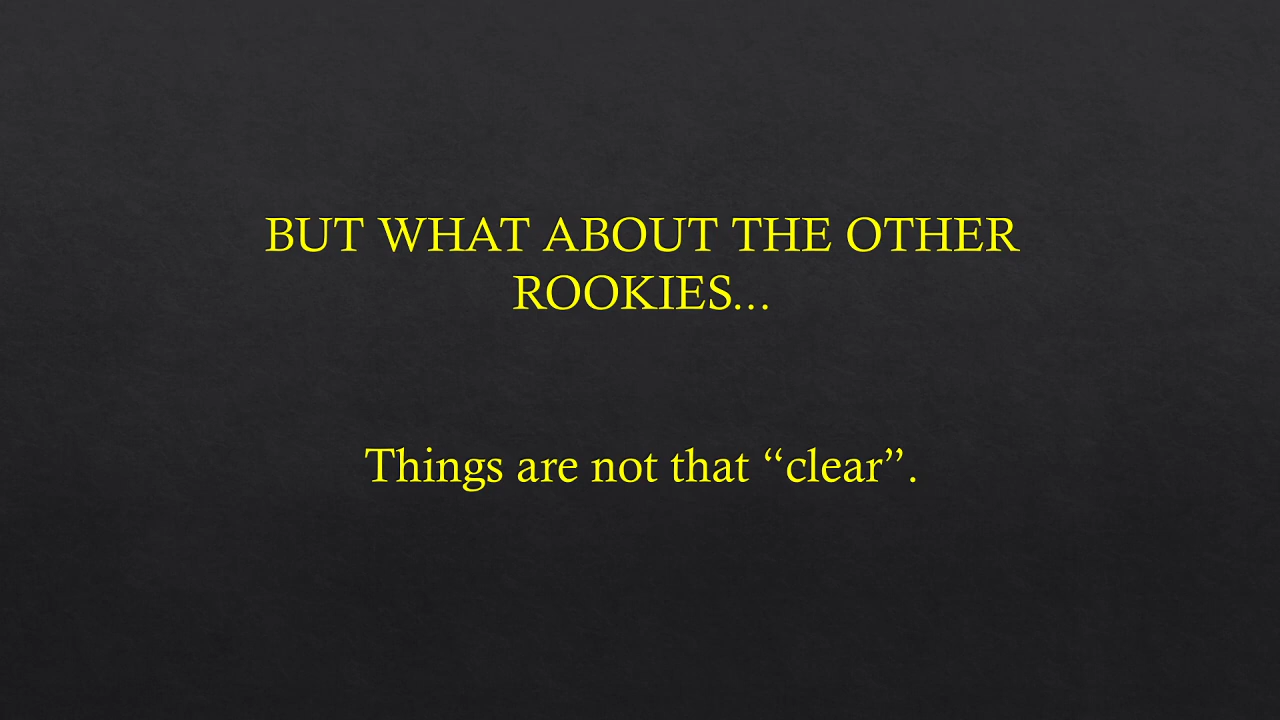 BUT WHAT ABOUT THE OTHER
ROOKIES…
Things are not that “clear”.